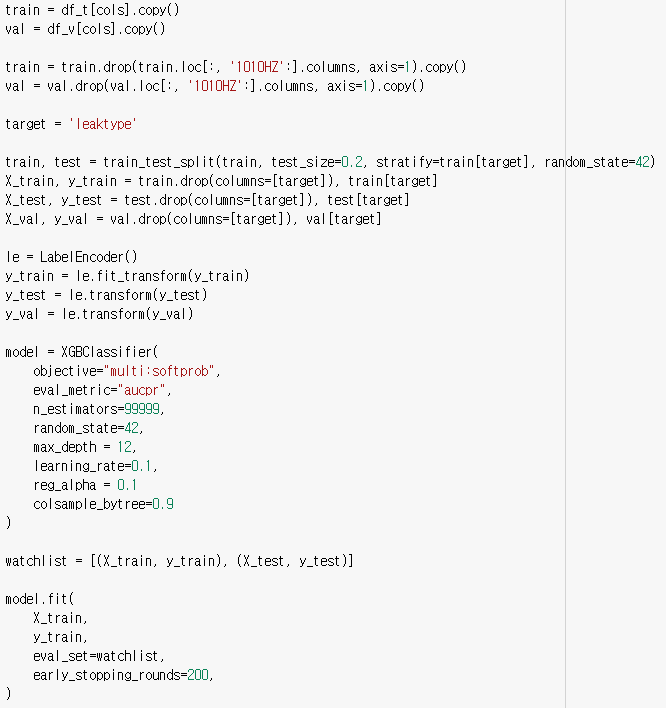 train = df_t[cols].copy()
val = df_v[cols].copy()

train = train.drop(train.loc[:, '1010HZ':].columns, axis=1).copy()
val = val.drop(val.loc[:, '1010HZ':].columns, axis=1).copy()

target = 'leaktype'

train, test = train_test_split(train, test_size=0.2, stratify=train[target], random_state=42)
X_train, y_train = train.drop(columns=[target]), train[target]
X_test, y_test = test.drop(columns=[target]), test[target]
X_val, y_val = val.drop(columns=[target]), val[target]

le = LabelEncoder()
y_train = le.fit_transform(y_train)
y_test = le.transform(y_test)
y_val = le.transform(y_val)

model = XGBClassifier(
    objective="multi:softprob",
    eval_metric="aucpr",
    n_estimators=99999,
    random_state=42,
    max_depth = 12,
    learning_rate=0.1,
    reg_alpha = 0.1
    colsample_bytree=0.9
)

watchlist = [(X_train, y_train), (X_test, y_test)]

model.fit(
    X_train,
    y_train,
    eval_set=watchlist,
    early_stopping_rounds=200,
)